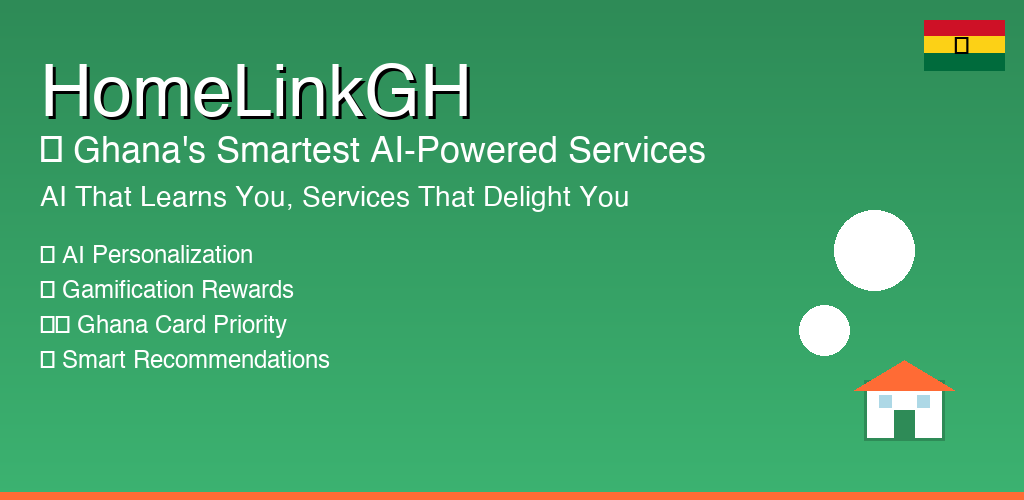 HomeLinkGH
Ghana's Smartest AI-Powered Services
AI That Learns You, Services That Delight You
AI Personalization
Gamification Rewards
Ghana Card Priority
Smart Recommendations